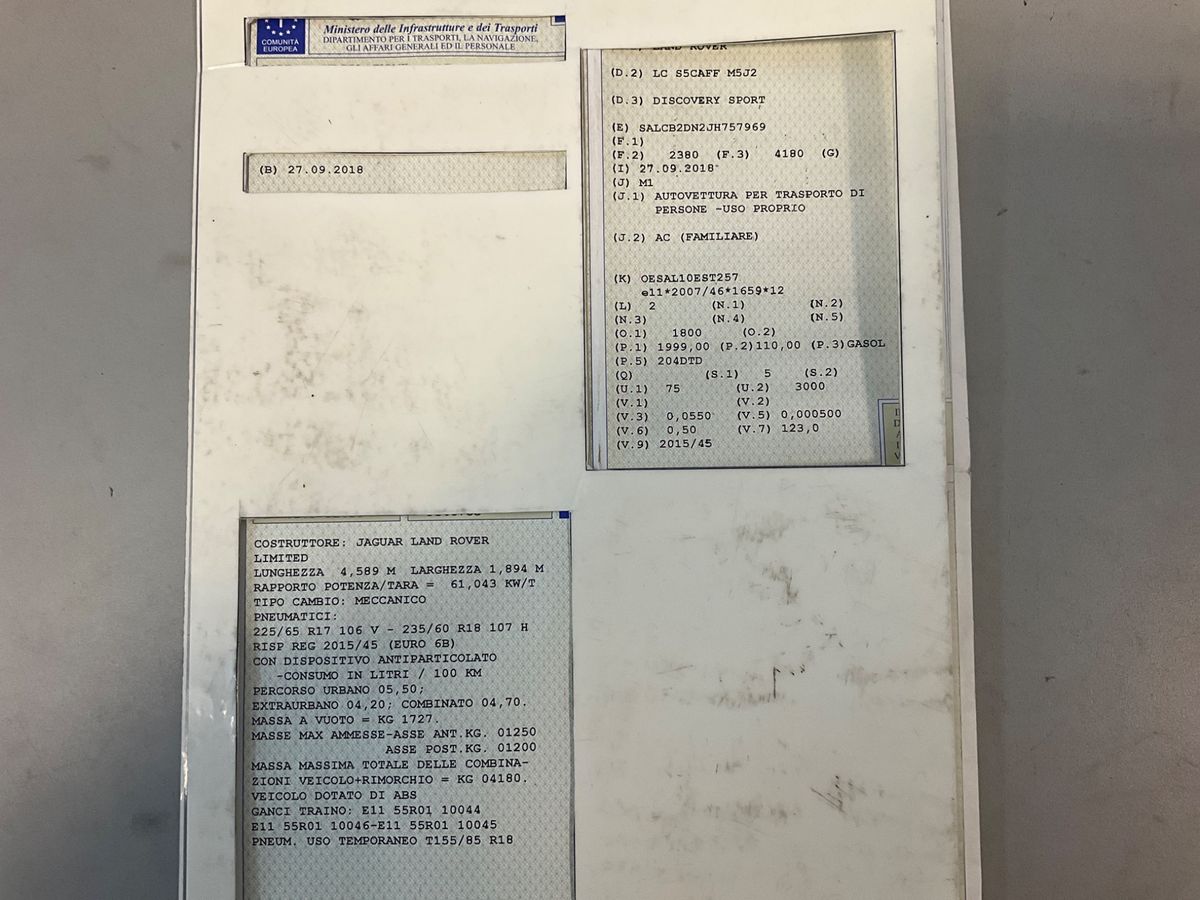 COMUNITÀ
EUROPEA
Ministero delle Infrastrutture e dei Trasporti
DIPARTIMENTO PER I TRASPORTI, LA NAVIGAZIONE,
GLI AFFARI GENERALI ED IL PERSONALE
(B) 27.09.2018
LAND ROVER
(D.2) LC S5CAFF M5J2
(D.3) DISCOVERY SPORT
(E) SALCB2DN2JH757969
(F.1)
(F.2) 2380 (F.3) 4180 (G)
(I) 27.09.2018
(J) M1
(J.1) AUTOVETTURA PER TRASPORTO DI
PERSONE -USO PROPRIO
(J.2) AC (FAMILIARE)
(K) OESAL10EST257
e11*2007/46*1659*12
(L) 2 (N.1) (N.2)
(N.3) (N.4) (N.5)
(O.1) 1800 (O.2)
(P.1) 1999,00 (P.2)110,00 (P.3)GASOL
(P.5) 204DTD
(Q) (S.1) 5 (S.2)
(U.1) 75 (U.2) 3000
(V.1) (V.2)
(V.3) 0,0550 (V.5) 0,000500
(V.6) 0,50 (V.7) 123,0
(V.9) 2015/45
COSTRUTTORE: JAGUAR LAND ROVER
LIMITED
LUNGHEZZA 4,589 M LARGHEZZA 1,894 M
RAPPORTO POTENZA/TARA = 61,043 KW/T
TIPO CAMBIO: MECCANICO
PNEUMATICI:
225/65 R17 106 V - 235/60 R18 107 H
RISP REG 2015/45 (EURO 6B)
CON DISPOSITIVO ANTIPARTICOLATO
-CONSUMO IN LITRI / 100 KM
PERCORSO URBANO 05,50;
EXTRAURBANO 04,20; COMBINATO 04,70.
MASSA A VUOTO = KG 1727.
MASSE MAX AMMESSE-ASSE ANT.KG. 01250
ASSE POST.KG. 01200
MASSA MASSIMA TOTALE DELLE COMBINA-
ZIONI VEICOLO+RIMORCHIO = KG 04180.
VEICOLO DOTATO DI ABS
GANCI TRAINO: E11 55R01 10044
E11 55R01 10046-E11 55R01 10045
PNEUM. USO TEMPORANEO T155/85 R18